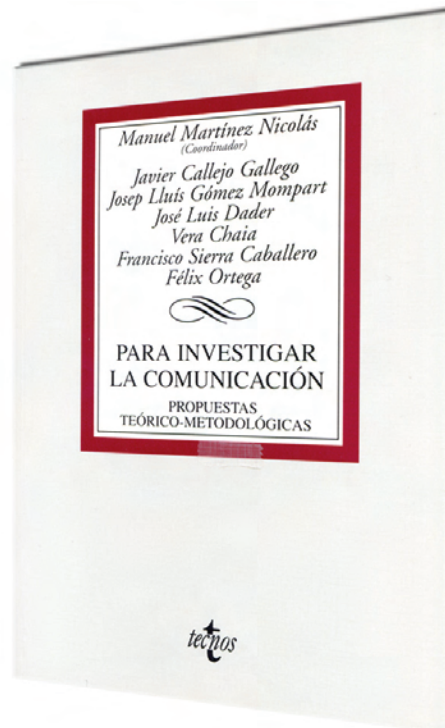 Manuel Martínez Nicolás
(Coordinador)
Javier Callejo Gallego
Josep Lluís Gómez Mompart
José Luis Dader
Vera Chaia
Francisco Sierra Caballero
Félix Ortega
PARA INVESTIGAR
LA COMUNICACIÓN
PROPUESTAS
TEÓRICO-METODOLÓGICAS
tecnos